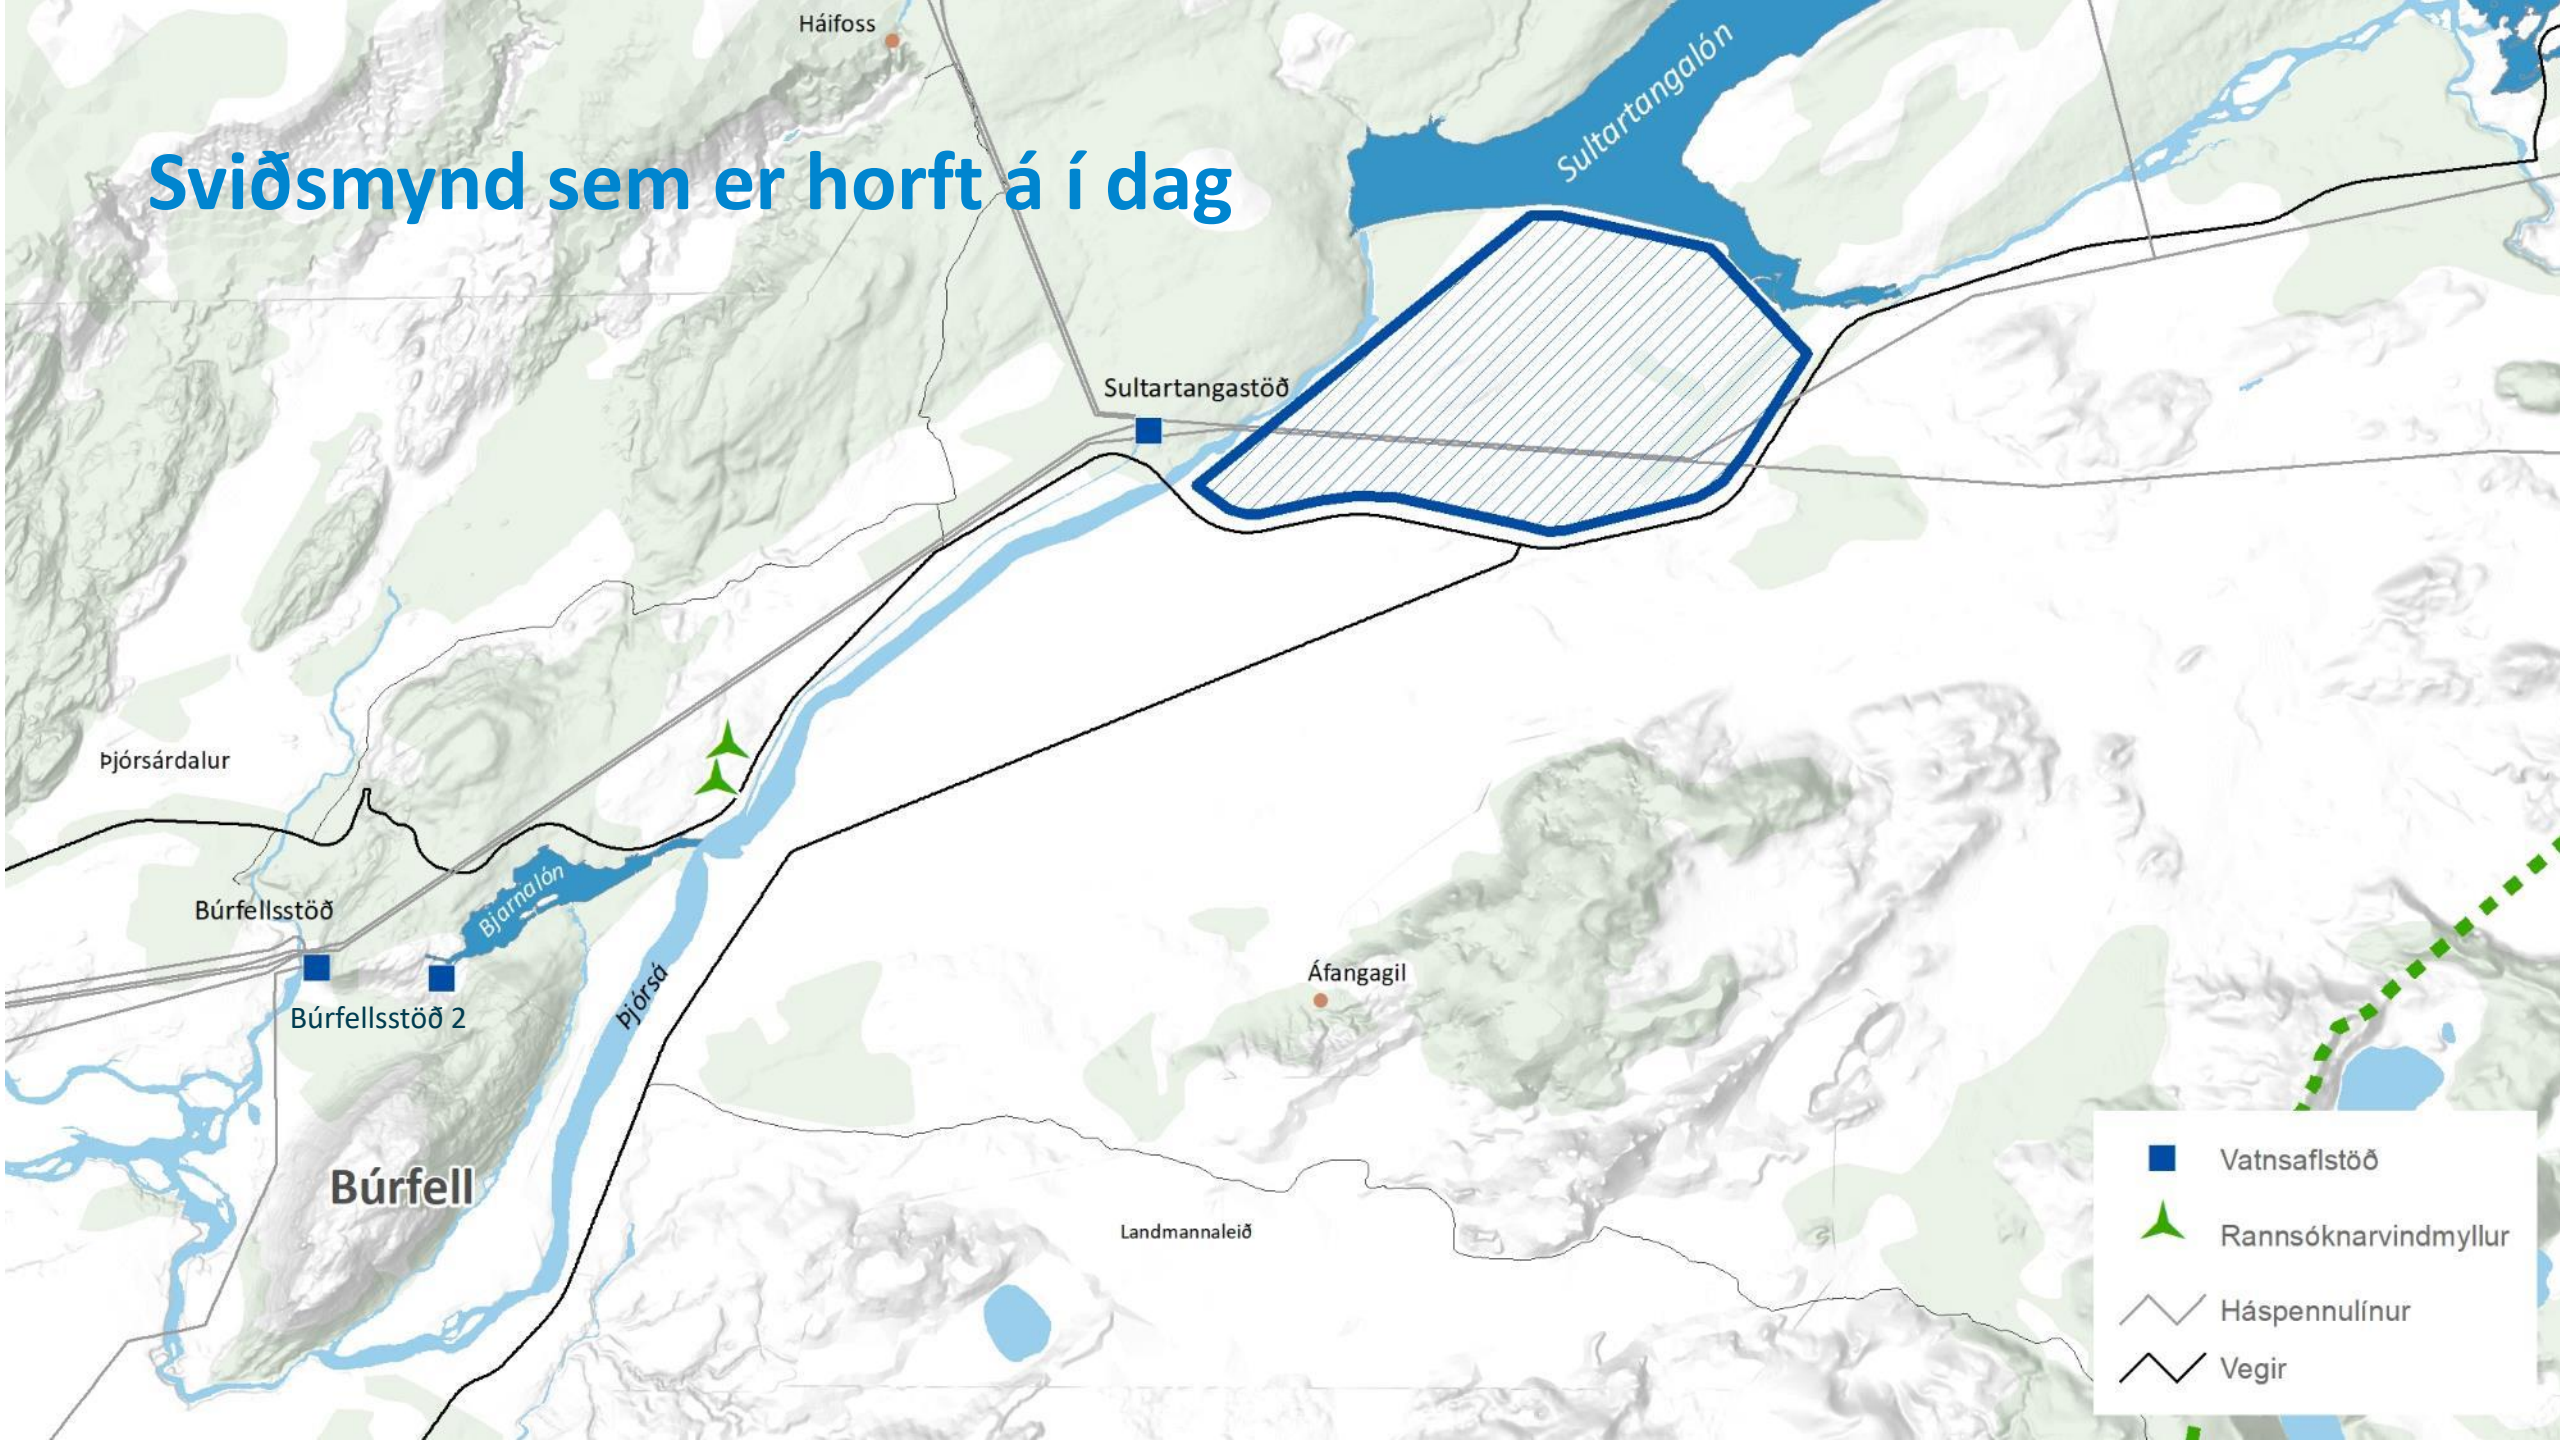 Háifoss
Sultartangalón
Sviðsmynd sem er horft á í dag
Sultartangastöð
Þjórsárdalur
Bjarnalón
Búrfellsstöð
Þjórsá
Áfangagil
Búrfellsstöð 2
Búrfell
Landmannaleið
Vatnsaflstöð
Rannsóknarvindmyllur
Háspennulínur
Vegir